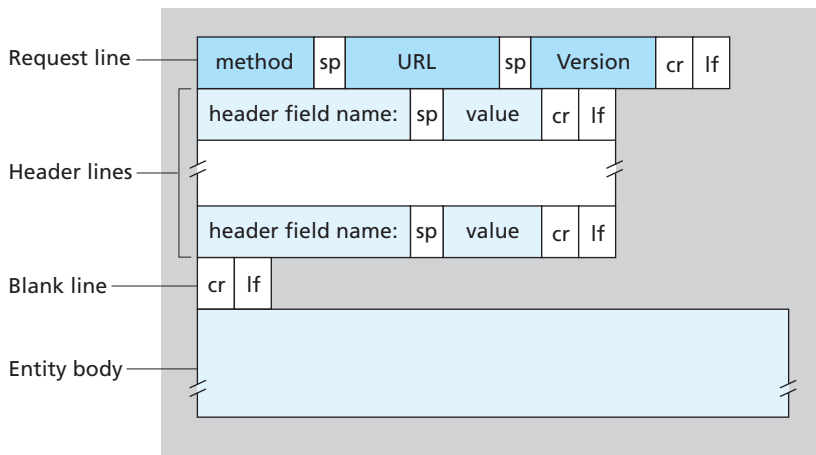 Request line method sp URL sp Version cr lf
header field name: sp value cr lf
Header lines
header field name: sp value cr lf
Blank line cr lf
Entity body